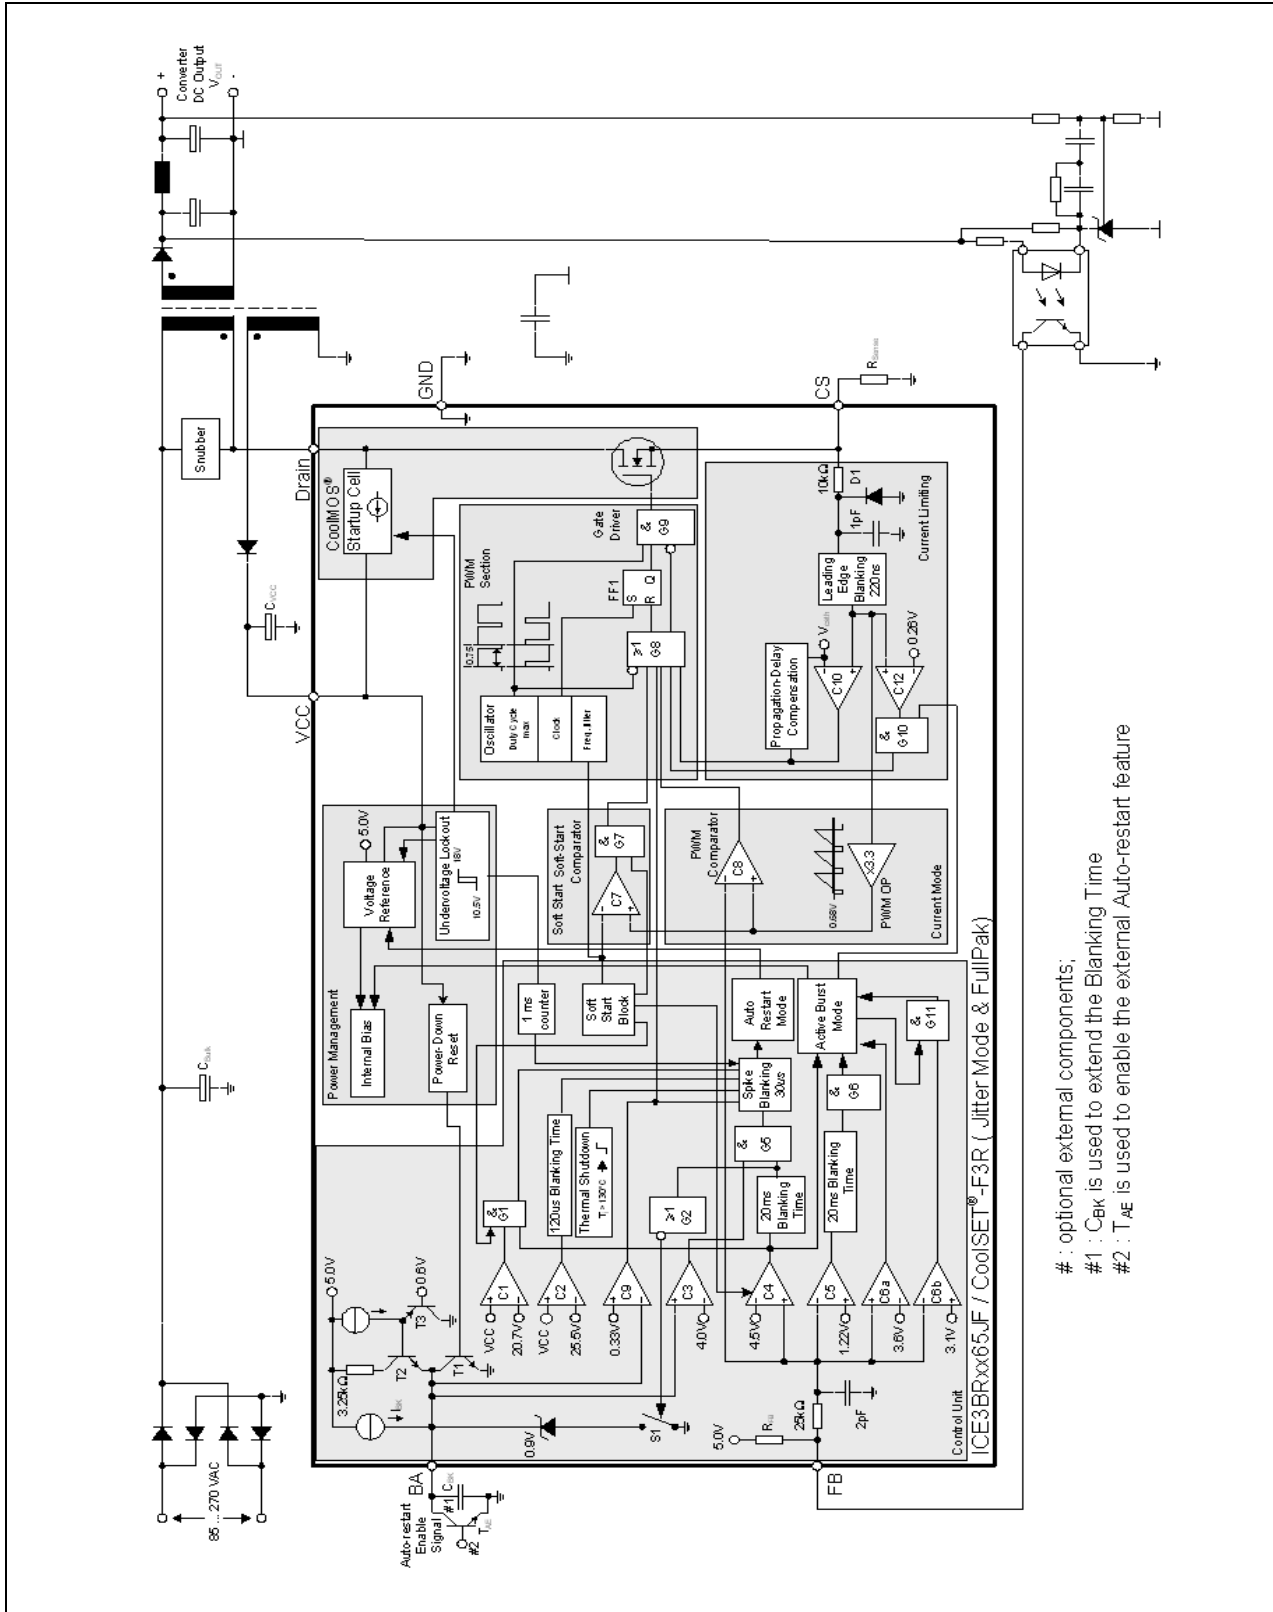 +
Converter
DC Output
VOUT
-
Snubber
CVCC
CBulk
85 ... 270 VAC
Drain
GND
CS
RSense
VCC
CoolMOS®
Startup Cell
PWM
Section
0.75
Oscillator
Duty Cycle
max
Clock
Freq. Jitter
FF1
S
R
Q
≥1
G8
Gate
Driver
&
G9
Power Management
Internal Bias
Voltage
Reference
5.0V
Undervoltage Lockout
18V
10.5V
Power-Down
Reset
Soft Start
Soft-Start
Comparator
C7
&
G7
PWM
Comparator
C8
0.68V
x3.3
PWM OP
Current Mode
Propagation-Delay
Compensation
Vcsth
C10
Leading
Edge
Blanking
220ns
10kΩ
D1
1pF
C12
0.26V
&
G10
Current Limiting
1 ms
counter
Soft
Start
Block
Auto
Restart
Mode
Spike
Blanking
30us
Active Burst
Mode
&
G11
&
G6
&
G5
&
G1
120us Blanking Time
Thermal Shutdown
Tj >130°C
≥1
G2
20ms
Blanking
Time
20ms Blanking
Time
VCC
20.7V
C1
VCC
25.5V
C2
0.33V
C9
4.0V
C3
4.5V
C4
1.22V
C5
3.6V
C6a
3.1V
C6b
5.0V
3.25kΩ
IBK
T2
T3
0.6V
T1
0.9V
S1
5.0V
RFB
25kΩ
2pF
Control Unit
BA
FB
Auto-restart
Enable
Signal
#1
CBK
#2
TAE
ICE3BRxx65JF / CoolSET®-F3R ( Jitter Mode & FullPak)
# : optional external components;
#1 : CBK is used to extend the Blanking Time
#2 : TAE is used to enable the external Auto-restart feature